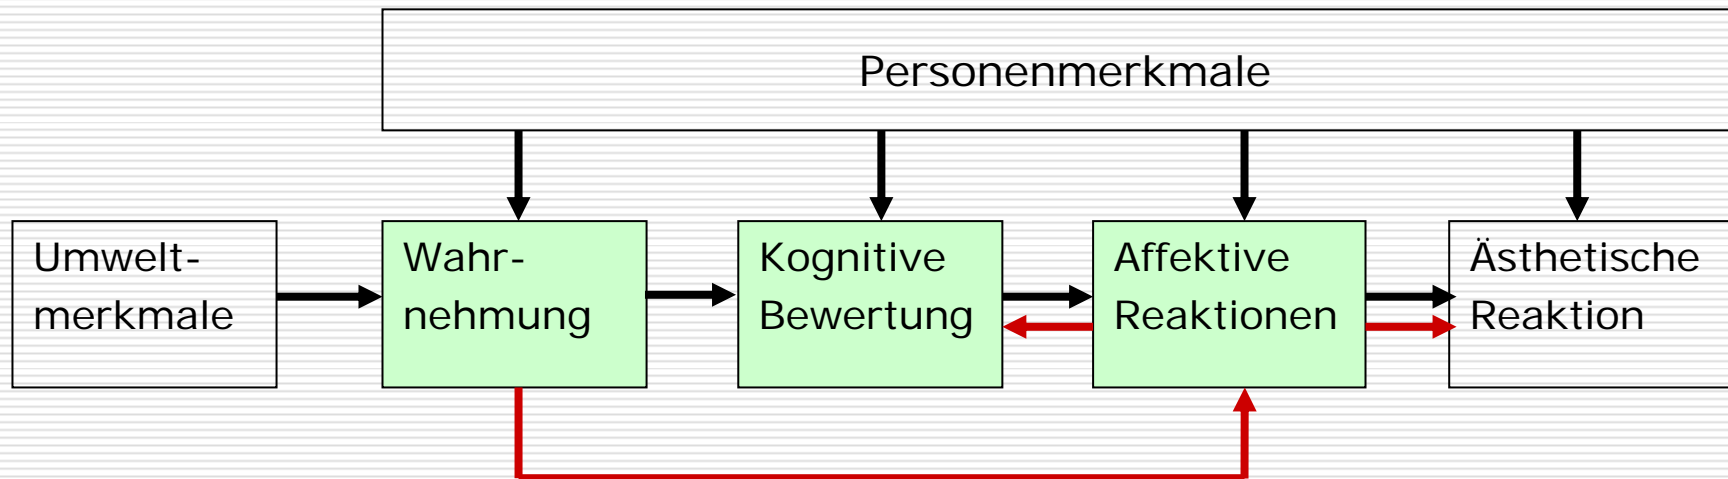 Personenmerkmale
Umwelt-
merkmale
Wahr-
nehmung
Kognitive
Bewertung
Affektive
Reaktionen
Ästhetische
Reaktion